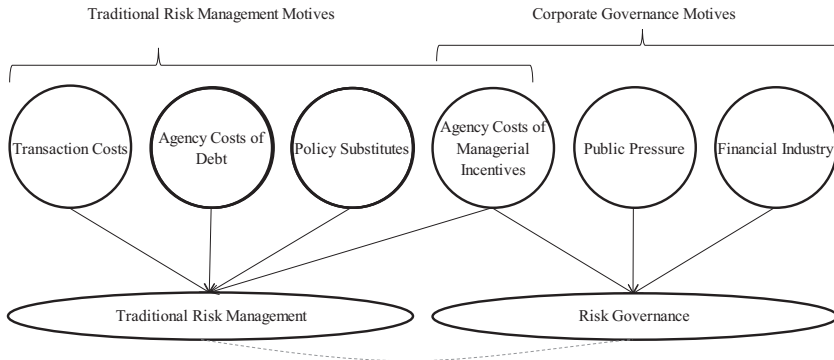 Traditional Risk Management Motives
Corporate Governance Motives
Transaction Costs
Agency Costs of
Debt
Policy Substitutes
Agency Costs of
Managerial
Incentives
Public Pressure
Financial Industry
Traditional Risk Management
Risk Governance